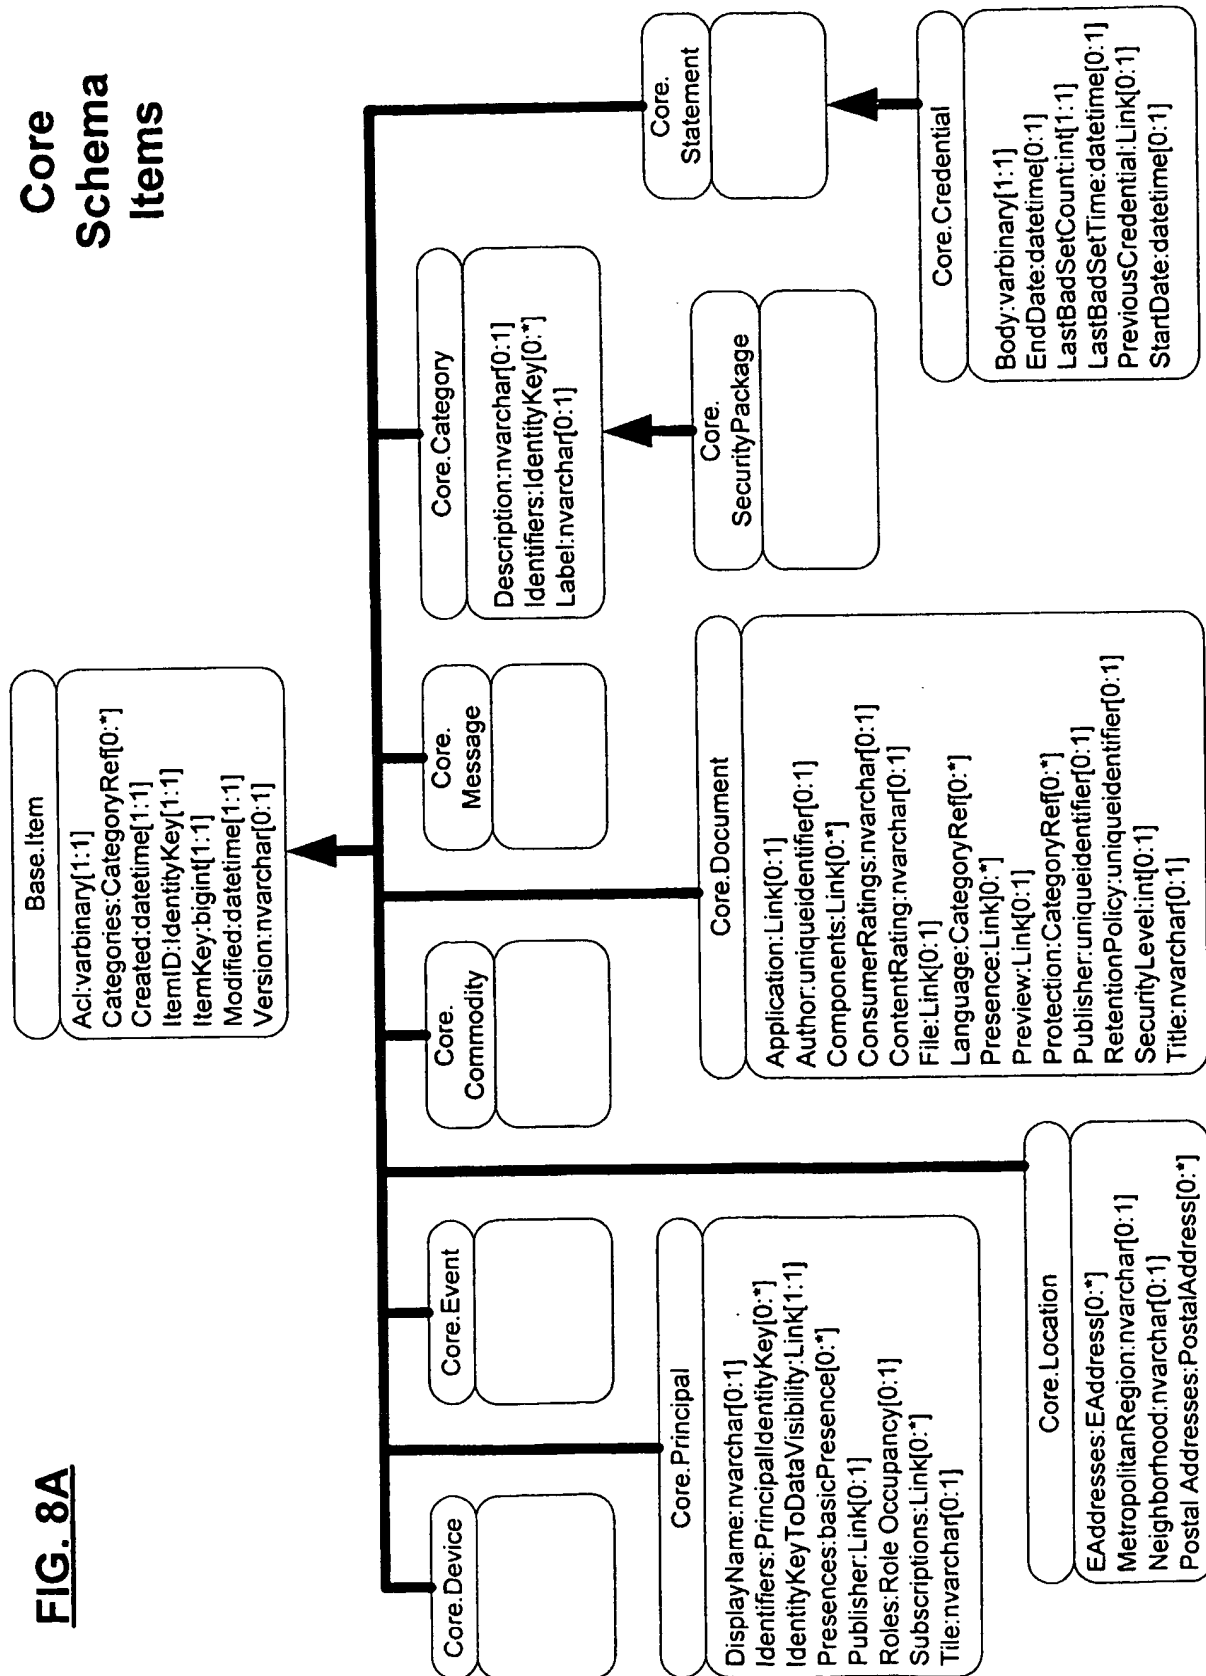 FIG. 8A
Core
Schema
Items
Base.Item
Acl:varbinary[1:1]
Categories:CategoryRef[0:*]
Created:datetime[1:1]
ItemID:IdentityKey[1:1]
ItemKey:bigint[1:1]
Modified:datetime[1:1]
Version:nvarchar[0:1]
Core.Device
Core.Event
Core.
Commodity
Core.
Message
Core.Category
Description:nvarchar[0:1]
Identifiers:IdentityKey[0:*]
Label:nvarchar[0:1]
Core.
Statement
Core.Principal
DisplayName:nvarchar[0:1]
Identifiers:PrincipalIdentityKey[0:*]
IdentityKeyToDataVisibility:Link[1:1]
Presences:basicPresence[0:*]
Publisher:Link[0:1]
Roles:Role Occupancy[0:1]
Subscriptions:Link[0:*]
Tile:nvarchar[0:1]
Core.Document
Application:Link[0:1]
Author:uniqueidentifier[0:1]
Components:Link[0:*]
ConsumerRatings:nvarchar[0:1]
ContentRating:nvarchar[0:1]
File:Link[0:1]
Language:CategoryRef[0:*]
Presence:Link[0:*]
Preview:Link[0:1]
Protection:CategoryRef[0:*]
Publisher:uniqueidentifier[0:1]
RetentionPolicy:uniqueidentifier[0:1]
SecurityLevel:int[0:1]
Title:nvarchar[0:1]
Core.
SecurityPackage
Core.Credential
Body:varbinary[1:1]
EndDate:datetime[0:1]
LastBadSetCount:int[1:1]
LastBadSetTime:datetime[0:1]
PreviousCredential:Link[0:1]
StartDate:datetime[0:1]
Core.Location
EAddresses:EAddress[0:*]
MetropolitanRegion:nvarchar[0:1]
Neighborhood:nvarchar[0:1]
Postal Addresses:PostalAddress[0:*]